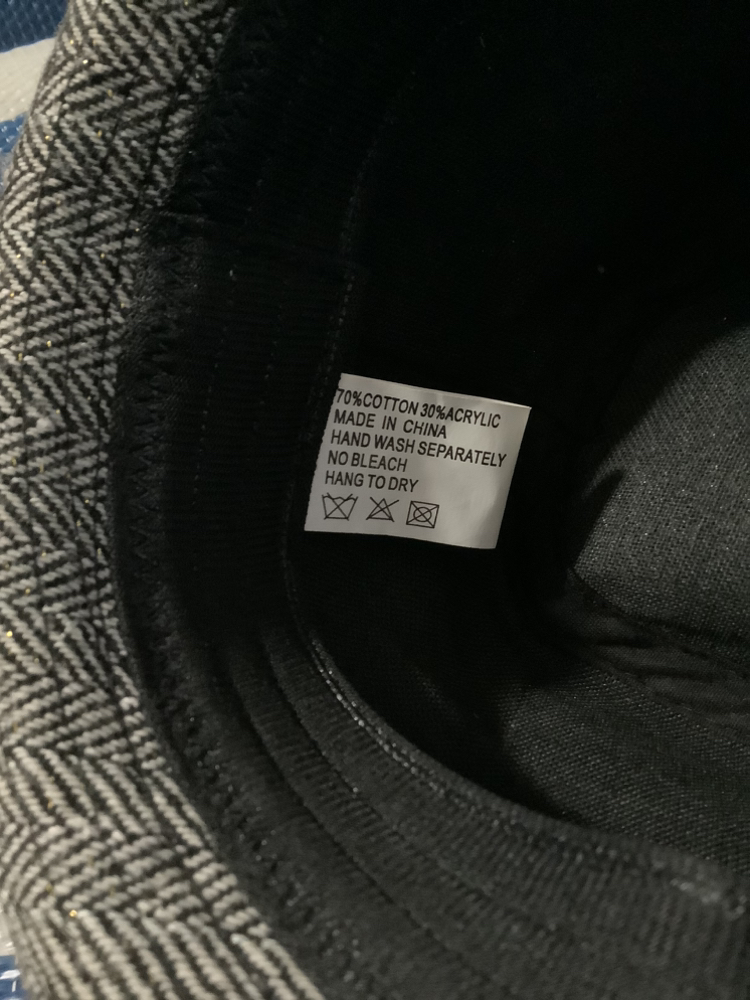 70%COTTON 30%ACRYLIC
MADE IN CHINA
HAND WASH SEPARATELY
NO BLEACH
HANG TO DRY